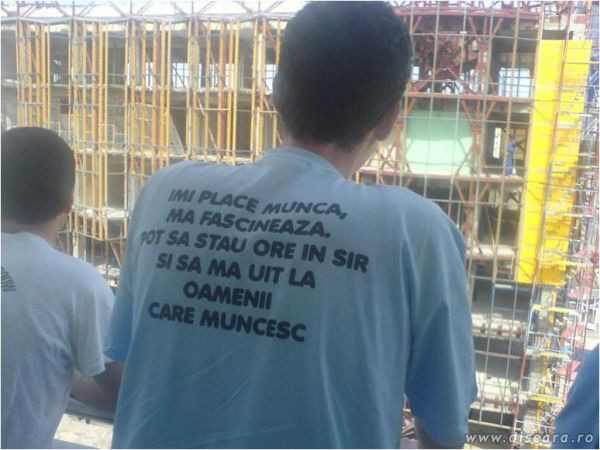 IMI PLACE MUNCA,
MA FASCINEAZA.
POT SA STAU ORE IN SIR
SI SA MA UIT LA
OAMENII
CARE MUNCESC
www.diseara.ro